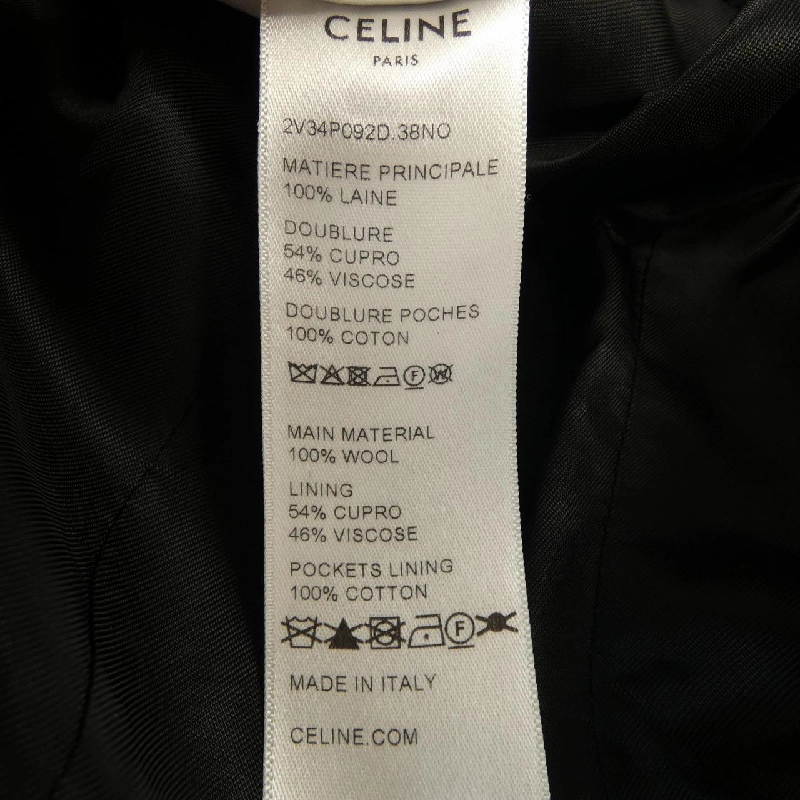 CELINE
PARIS
2V34P092D.38NO
MATIERE PRINCIPALE
100% LAINE
DOUBLURE
54% CUPRO
46% VISCOSE
DOUBLURE POCHES
100% COTON
F W
MAIN MATERIAL
100% WOOL
LINING
54% CUPRO
46% VISCOSE
POCKETS LINING
100% COTTON
F
MADE IN ITALY
CELINE.COM